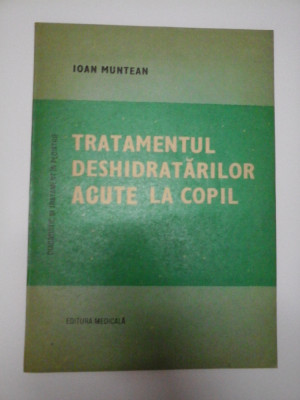 IOAN MUNTEAN
TRATAMENTUL
DESHIDRATĂRILOR
ACUTE LA COPIL
EDITURA MEDICALĂ